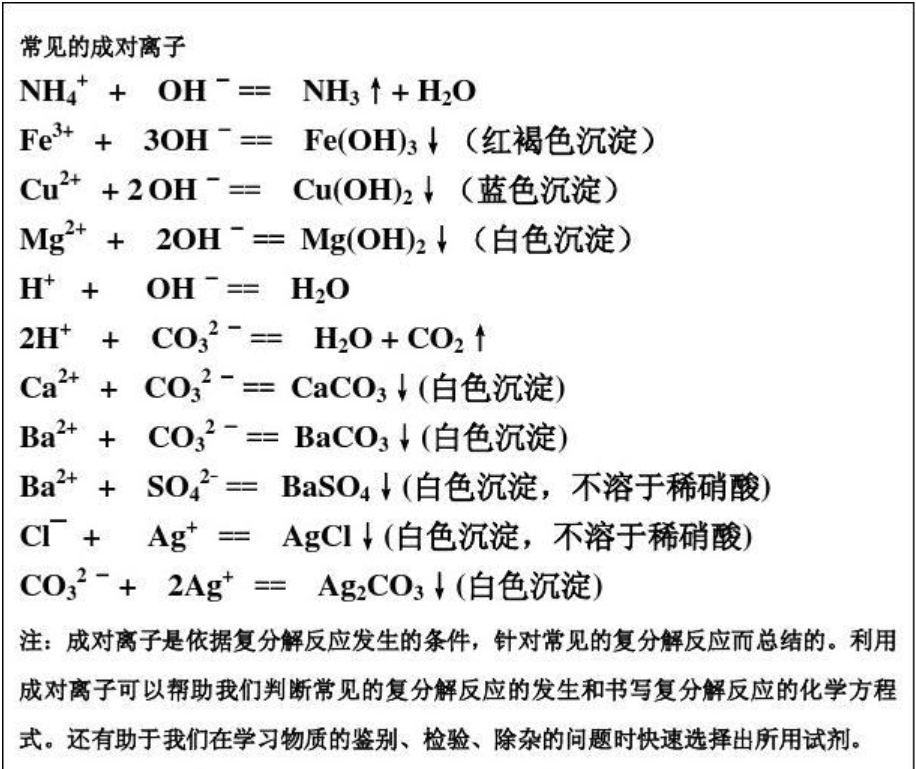 常见的成对离子
NH₄⁺ + OH⁻ == NH₃↑ + H₂O
Fe³⁺ + 3OH⁻ == Fe(OH)₃↓（红褐色沉淀）
Cu²⁺ + 2 OH⁻ == Cu(OH)₂↓（蓝色沉淀）
Mg²⁺ + 2OH⁻ == Mg(OH)₂↓（白色沉淀）
H⁺ + OH⁻ == H₂O
2H⁺ + CO₃²⁻ == H₂O + CO₂↑
Ca²⁺ + CO₃²⁻ == CaCO₃↓(白色沉淀)
Ba²⁺ + CO₃²⁻ == BaCO₃↓(白色沉淀)
Ba²⁺ + SO₄²⁻ == BaSO₄↓(白色沉淀，不溶于稀硝酸)
Cl⁻ + Ag⁺ == AgCl↓(白色沉淀，不溶于稀硝酸)
CO₃²⁻ + 2Ag⁺ == Ag₂CO₃↓(白色沉淀)
注：成对离子是依据复分解反应发生的条件，针对常见的复分解反应而总结的。利用
成对离子可以帮助我们判断常见的复分解反应的发生和书写复分解反应的化学方程
式。还有助于我们在学习物质的鉴别、检验、除杂的问题时快速选择出所用试剂。